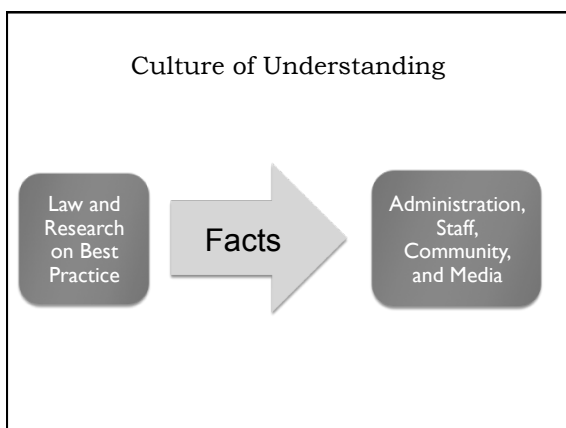 Culture of Understanding
Law and
Research
on Best
Practice
Facts
Administration,
Staff,
Community,
and Media